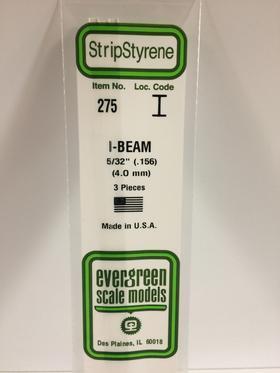 StripStyrene
Item No. Loc. Code
275 I
I-BEAM
5/32" (.156)
(4.0 mm)
3 Pieces
Made in U.S.A.
evergreen
scale models
Des Plaines, IL 60018